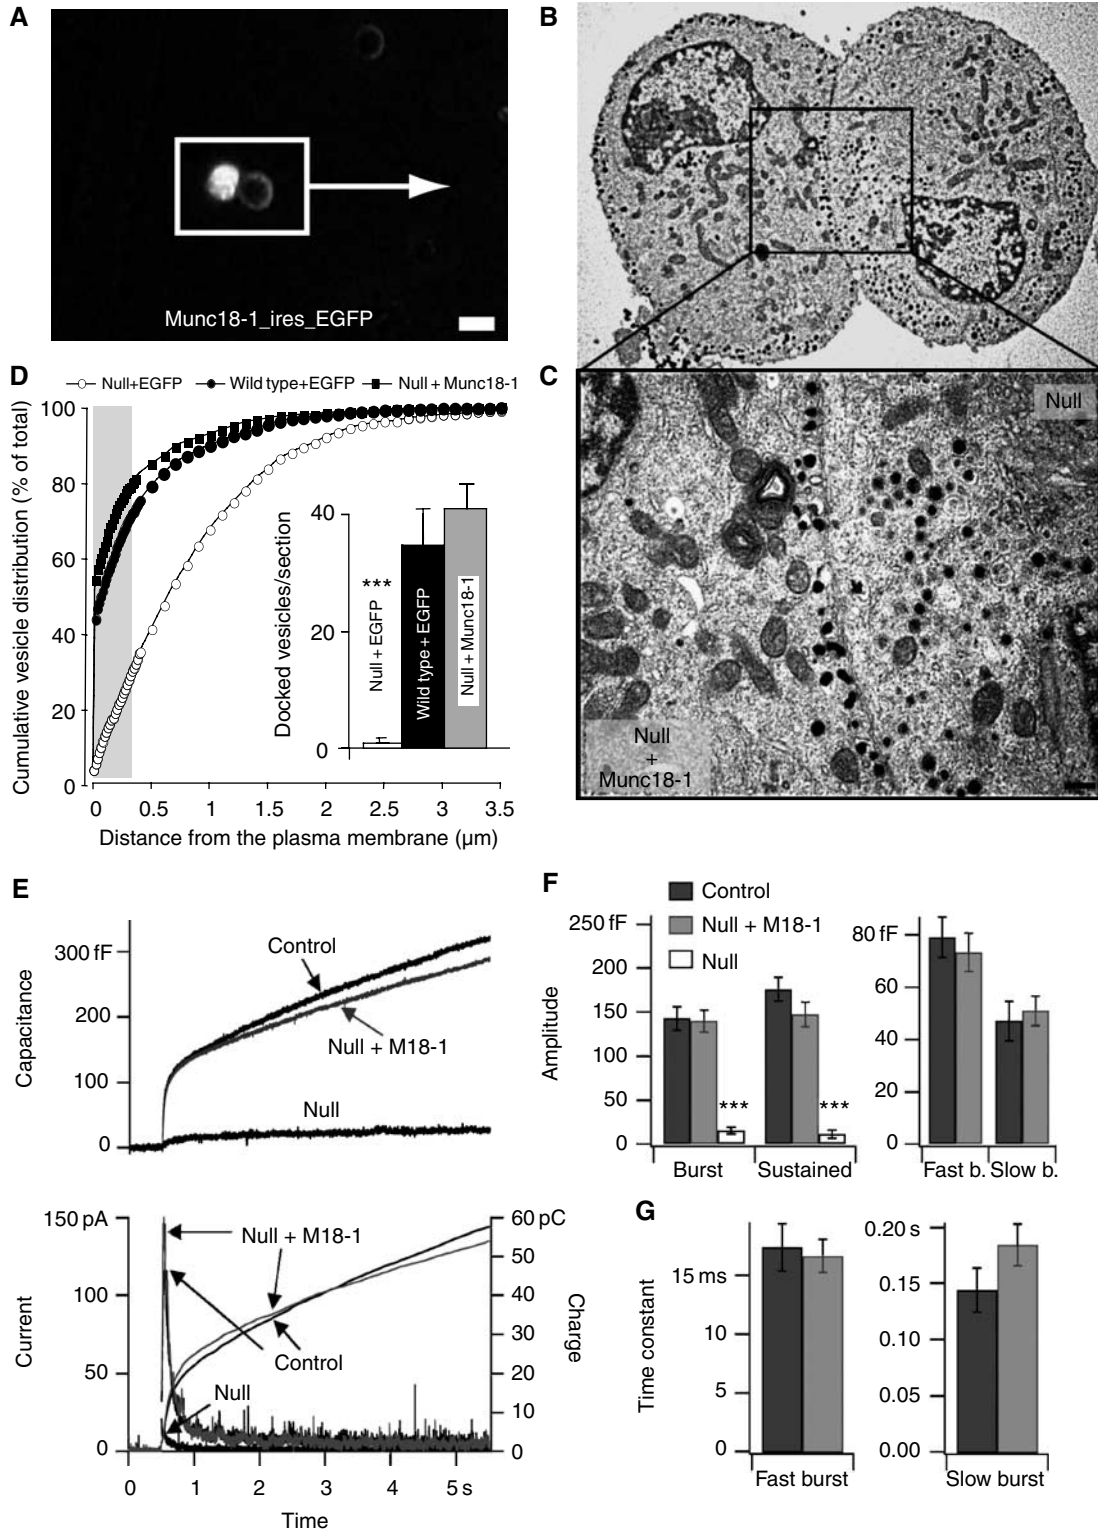 A
Munc18-1_ires_EGFP
B
C
Null
Null
+
Munc18-1
D
Null+EGFP
Wild type+EGFP
Null + Munc18-1
Cumulative vesicle distribution (% of total)
100
80
60
40
20
0
0
0.5
1
1.5
2
2.5
3
3.5
Distance from the plasma membrane (µm)
Docked vesicles/section
40
20
0
***
Null + EGFP
Wild type + EGFP
Null + Munc18-1
E
Capacitance
300 fF
200
100
0
Control
Null + M18-1
Null
Current
150 pA
100
50
0
Null + M18-1
Control
Null
60 pC
50
40
30
20
10
0
Charge
0
1
2
3
4
5 s
Time
F
Control
Null + M18-1
Null
Amplitude
250 fF
200
150
100
50
0
***
***
Burst
Sustained
80 fF
60
40
20
0
Fast b.
Slow b.
G
Time constant
15 ms
10
5
0
Fast burst
0.20 s
0.15
0.10
0.05
0.00
Slow burst